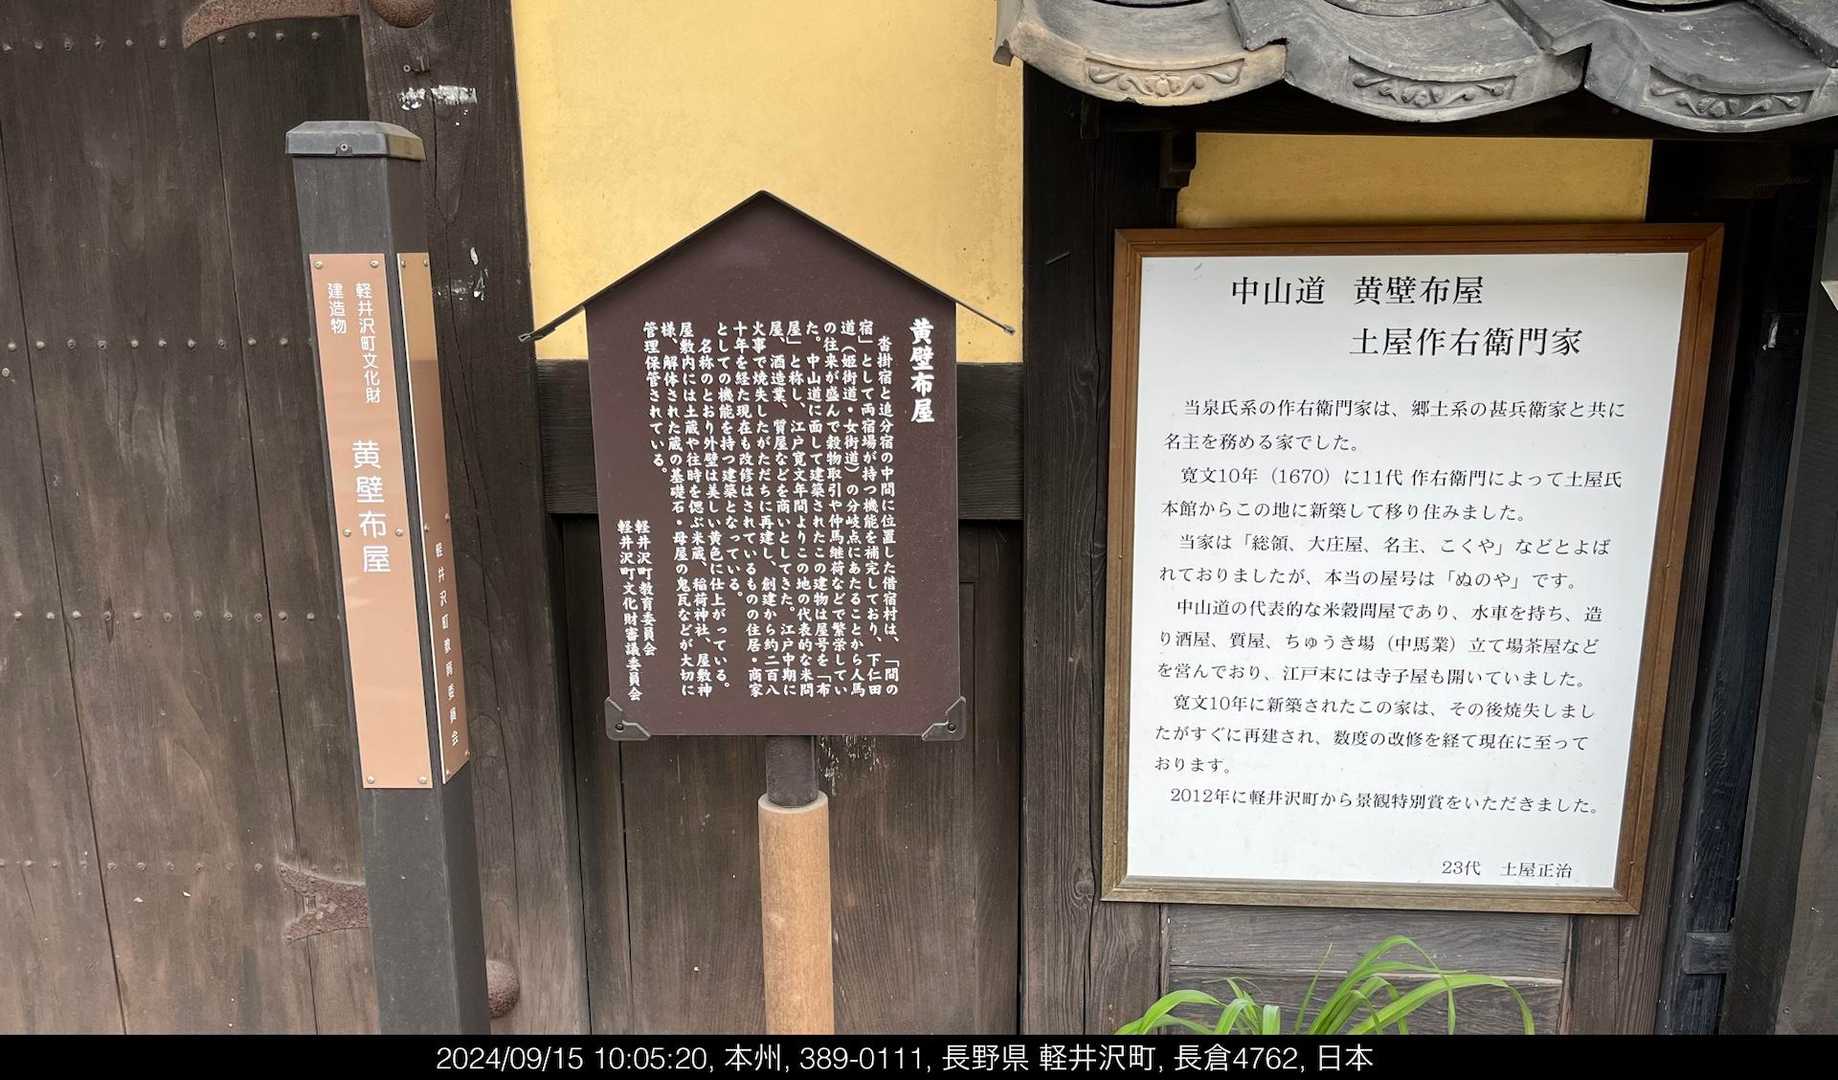 軽井沢町文化財
建造物
黄壁布屋
軽井沢町教育委員会
黄壁布屋
沓掛宿と追分宿の中間に位置した借宿村は、「間の
宿」として両宿場が持つ機能を補完しており、下仁田
道（姫街道・女街道）の分岐点にあたることから人馬
の往来が盛んで穀物取引や仲馬継荷などで繁栄してい
た。中山道に面して建築されたこの建物は屋号を「布
屋」と称し、江戸寛文年間よりこの地の代表的な米問
屋、酒造業、質屋などを商いとしてきた。江戸中期に
火事で焼失したがただちに再建し、創建から約二百八
十年を経た現在も改修はされているものの住居・商家
としての機能を持つ建築となっている。
名称のとおり外壁は美しい黄色に仕上がっている。
屋敷内には土蔵や往時を偲ぶ米蔵、稲荷神社、屋敷神
様、解体された蔵の基礎石・母屋の鬼瓦などが大切に
管理保管されている。
軽井沢町教育委員会
軽井沢町文化財審議委員会
中山道 黄壁布屋
土屋作右衛門家
当泉氏系の作右衛門家は、郷土系の甚兵衛家と共に
名主を務める家でした。
寛文10年（1670）に11代 作右衛門によって土屋氏
本館からこの地に新築して移り住みました。
当家は「総領、大庄屋、名主、こくや」などとよば
れておりましたが、本当の屋号は「ぬのや」です。
中山道の代表的な米穀問屋であり、水車を持ち、造
り酒屋、質屋、ちゅうき場（中馬業）立て場茶屋など
を営んでおり、江戸末には寺子屋も開いていました。
寛文10年に新築されたこの家は、その後焼失しまし
たがすぐに再建され、数度の改修を経て現在に至って
おります。
2012年に軽井沢町から景観特別賞をいただきました。
23代 土屋正治
2024/09/15 10:05:20, 本州, 389-0111, 長野県 軽井沢町, 長倉4762, 日本